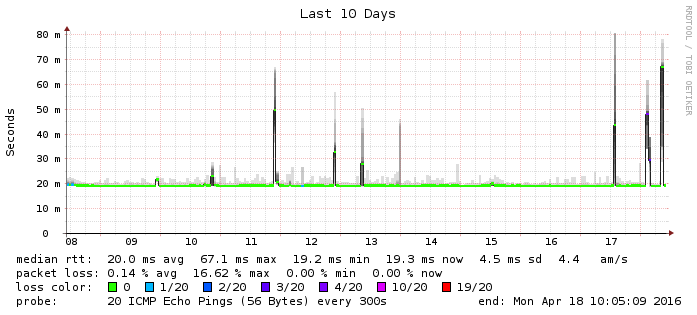 Last 10 Days
RRDTOOL / TOBI OETIKER
Seconds
80 m
70 m
60 m
50 m
40 m
30 m
20 m
10 m
0
08 09 10 11 12 13 14 15 16 17
median rtt: 20.0 ms avg 67.1 ms max 19.2 ms min 19.3 ms now 4.5 ms sd 4.4 am/s
packet loss: 0.14 % avg 16.62 % max 0.00 % min 0.00 % now
loss color: 0 1/20 2/20 3/20 4/20 10/20 19/20
probe: 20 ICMP Echo Pings (56 Bytes) every 300s end: Mon Apr 18 10:05:09 2016